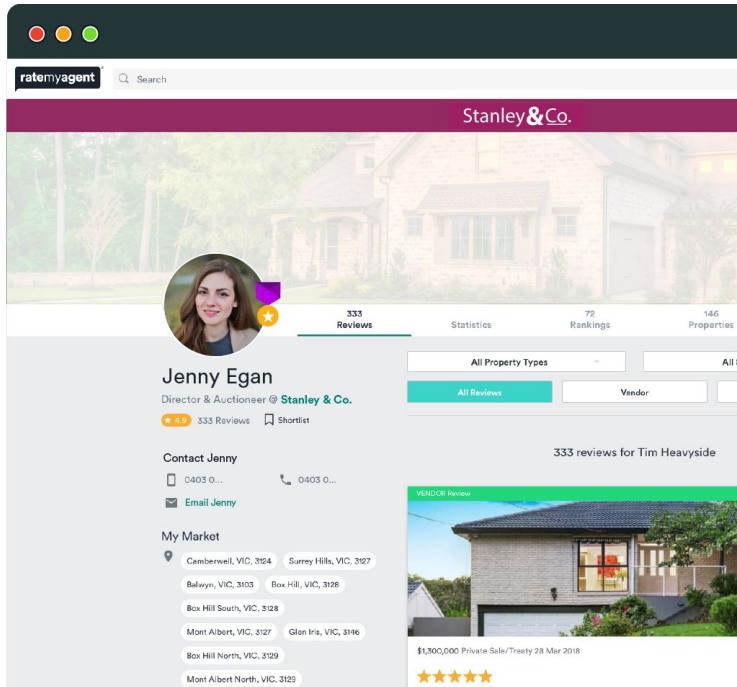 ratemyagent
Search
Stanley&Co.
333
Reviews
Statistics
72
Rankings
146
Properties
All Property Types
All
Jenny Egan
Director & Auctioneer @ Stanley & Co.
All Reviews
Vendor
4.9 333 Reviews Shortlist
333 reviews for Tim Heavyside
Contact Jenny
0403 0... 0403 0...
Email Jenny
VENDOR Review
My Market
Camberwell, VIC, 3124 Surrey Hills, VIC, 3127
Balwyn, VIC, 3103 Box Hill, VIC, 3128
Box Hill South, VIC, 3128
Mont Albert, VIC, 3127 Glen Iris, VIC, 3146
Box Hill North, VIC, 3129
Mont Albert North, VIC, 3129
$1,300,000 Private Sale/Treaty 28 Mar 2018